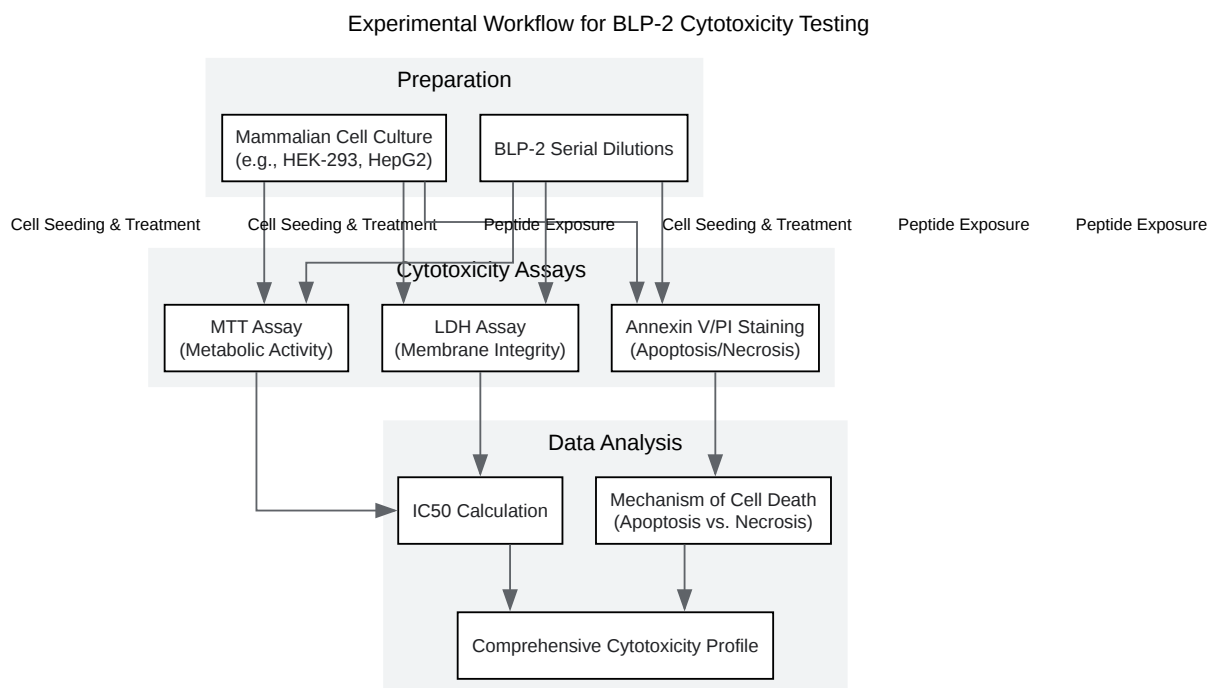 Experimental Workflow for BLP-2 Cytotoxicity Testing
Preparation
Mammalian Cell Culture
(e.g., HEK-293, HepG2)
BLP-2 Serial Dilutions
Cell Seeding & Treatment
Cell Seeding & Treatment
Peptide Exposure
Cell Seeding & Treatment
Peptide Exposure
Peptide Exposure
Cytotoxicity Assays
MTT Assay
(Metabolic Activity)
LDH Assay
(Membrane Integrity)
Annexin V/PI Staining
(Apoptosis/Necrosis)
Data Analysis
IC50 Calculation
Mechanism of Cell Death
(Apoptosis vs. Necrosis)
Comprehensive Cytotoxicity Profile